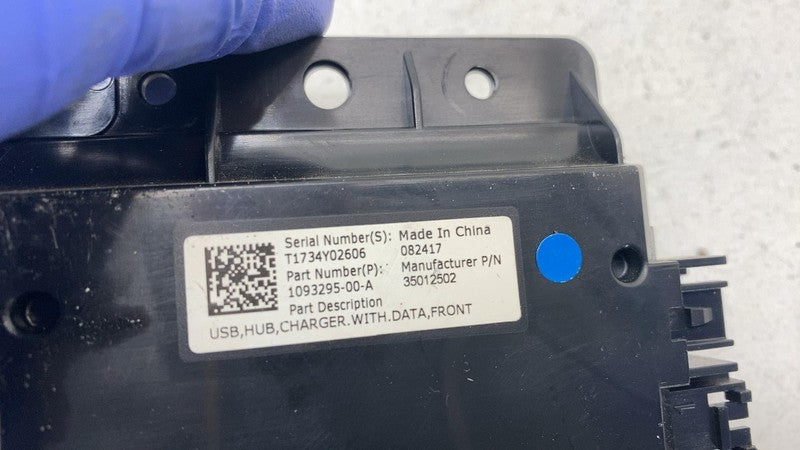 Serial Number(S): Made In China
T1734Y02606 082417
Part Number(P): Manufacturer P/N
1093295-00-A 35012502
Part Description
USB,HUB,CHARGER.WITH.DATA,FRONT